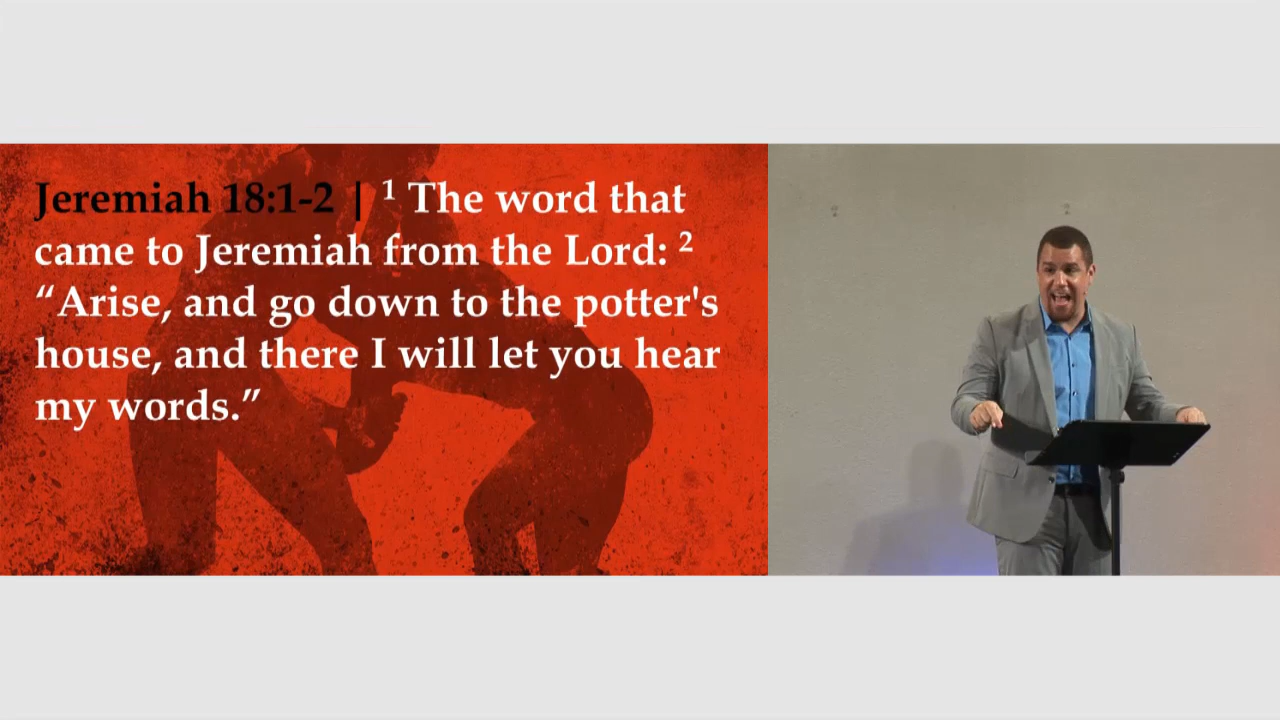 Jeremiah 18:1-2 | ¹ The word that
came to Jeremiah from the Lord: ²
“Arise, and go down to the potter's
house, and there I will let you hear
my words.”